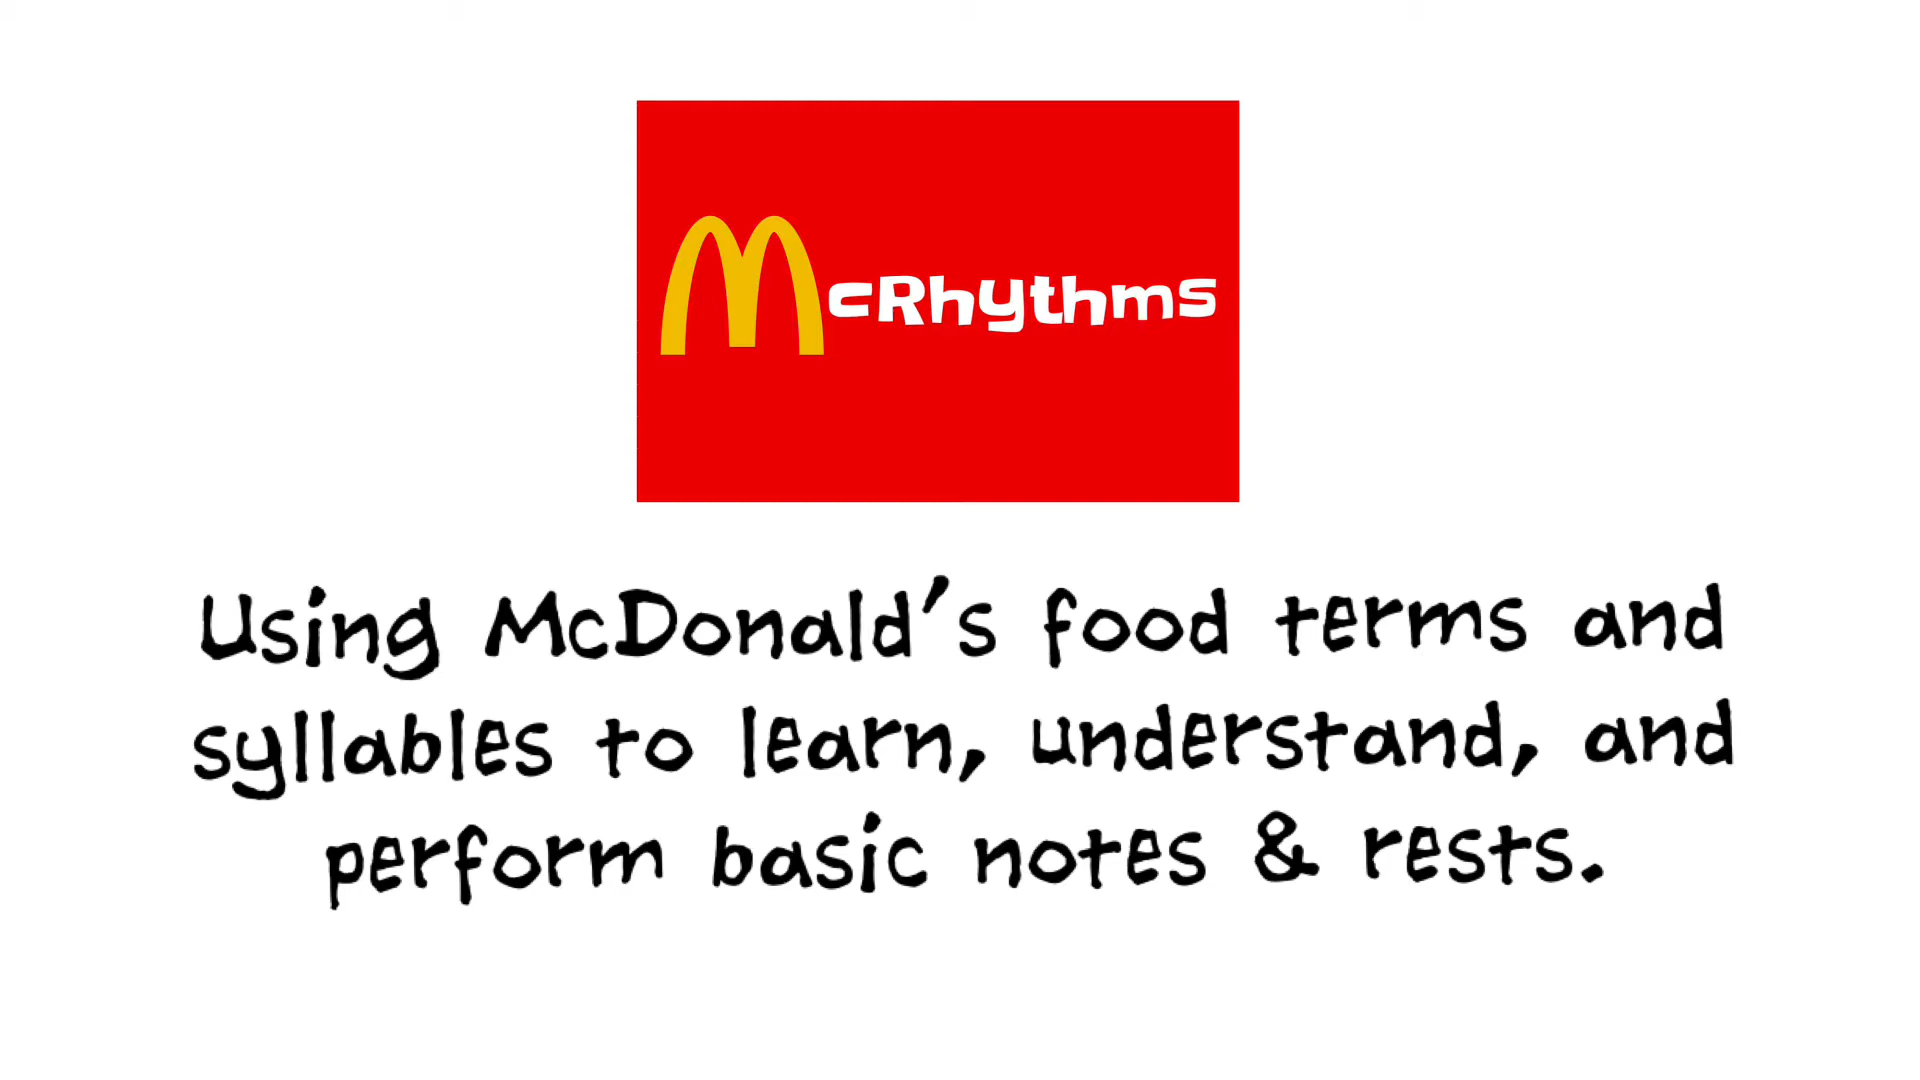 McRhythms
Using McDonald's food terms and
syllables to learn, understand, and
perform basic notes & rests.